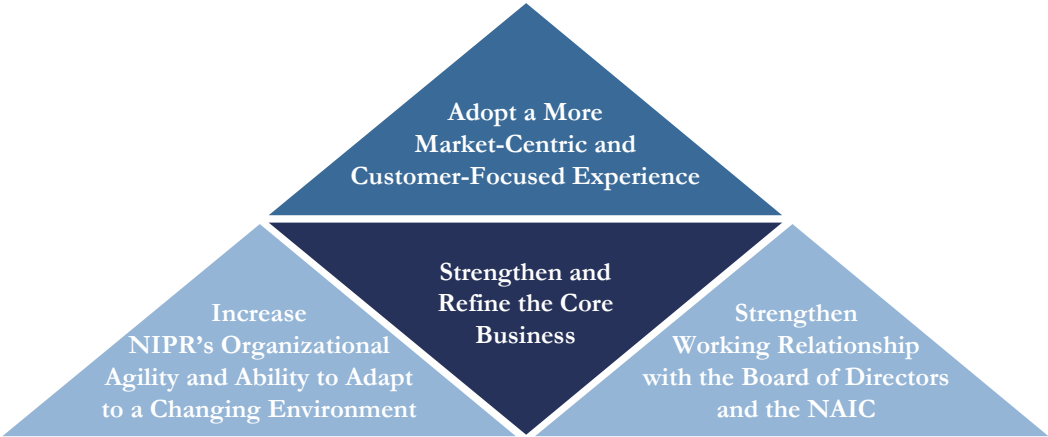 Adopt a More
Market-Centric and
Customer-Focused Experience
Strengthen and
Refine the Core
Business
Increase
NIPR’s Organizational
Agility and Ability to Adapt
to a Changing Environment
Strengthen
Working Relationship
with the Board of Directors
and the NAIC